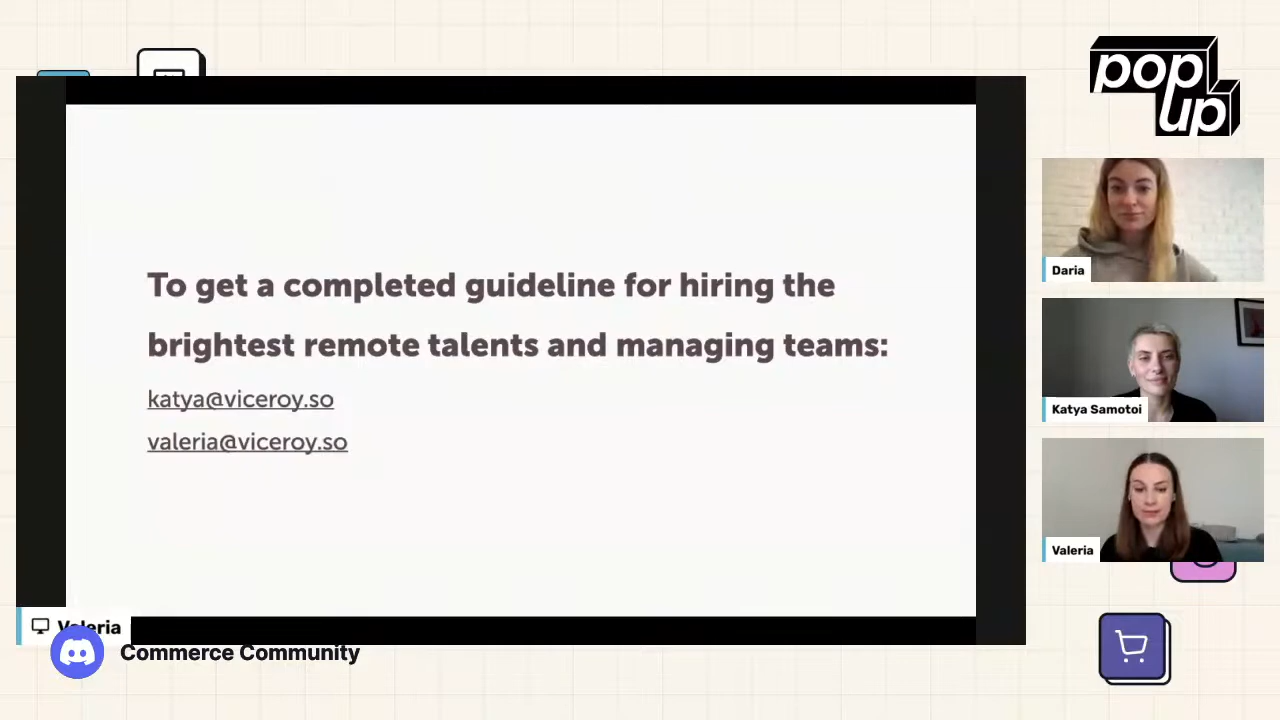 pop
up
To get a completed guideline for hiring the
brightest remote talents and managing teams:
katya@viceroy.so
valeria@viceroy.so
Daria
Katya Samotoi
Valeria
Valeria
Commerce Community